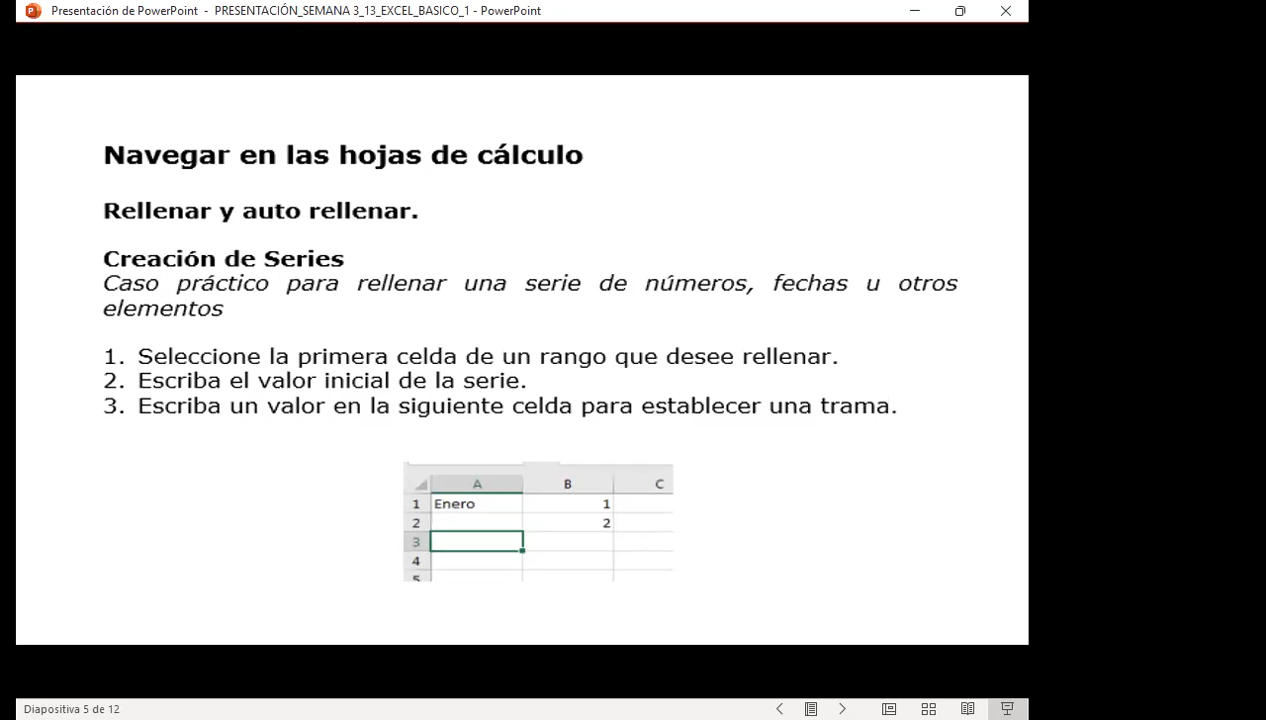 Presentación de PowerPoint - PRESENTACIÓN_SEMANA 3_13_EXCEL_BASICO_1 - PowerPoint
Navegar en las hojas de cálculo
Rellenar y auto rellenar.
Creación de Series
Caso práctico para rellenar una serie de números, fechas u otros
elementos
1. Seleccione la primera celda de un rango que desee rellenar.
2. Escriba el valor inicial de la serie.
3. Escriba un valor en la siguiente celda para establecer una trama.
A B C
1 Enero 1
2 2
3
4
5
Diapositiva 5 de 12